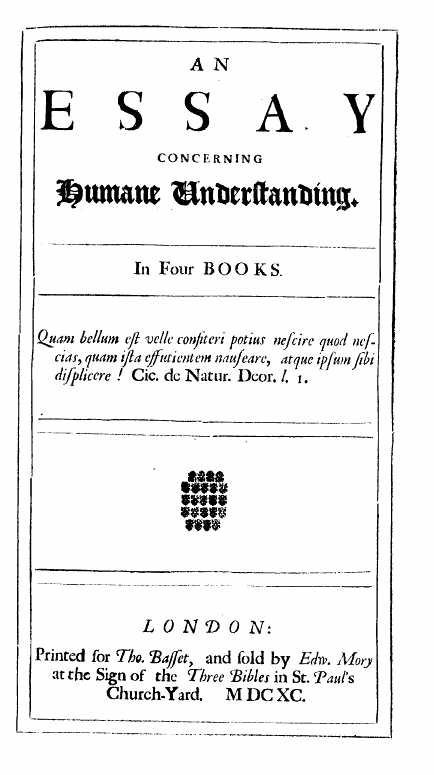 AN
ESSAY
CONCERNING
Humane Understanding.
In Four BOOKS.
Quam bellum eſt velle confiteri potius neſcire quod neſ-
cias, quam iſta effutientem nauſeare, atque ipſum ſibi
diſplicere! Cic. de Natur. Deor. l. 1.
LONDON:
Printed for Tho. Baſſet, and ſold by Edw. Mory
at the Sign of the Three Bibles in St. Paul's
Church-Yard. MDCXC.